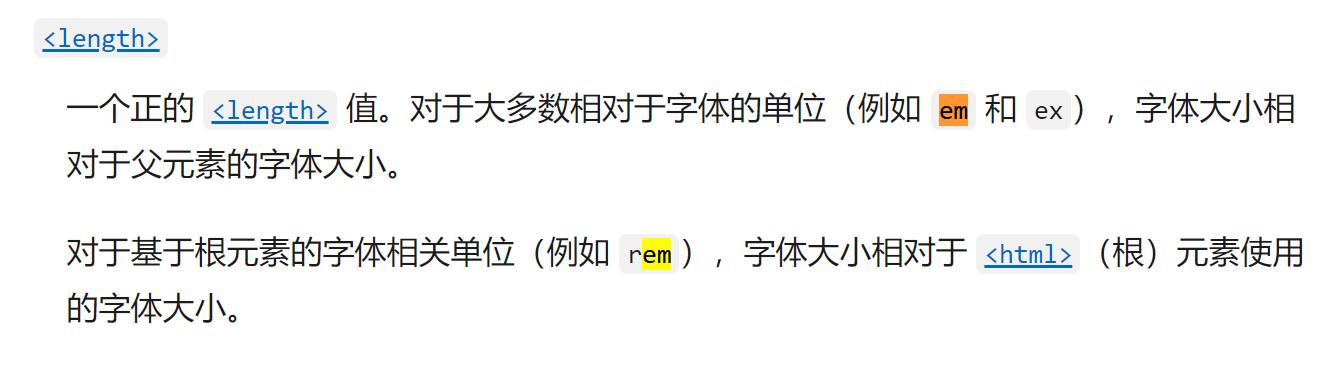 <length>
一个正的 <length> 值。对于大多数相对于字体的单位（例如 em 和 ex），字体大小相
对于父元素的字体大小。
对于基于根元素的字体相关单位（例如 rem），字体大小相对于 <html>（根）元素使用
的字体大小。